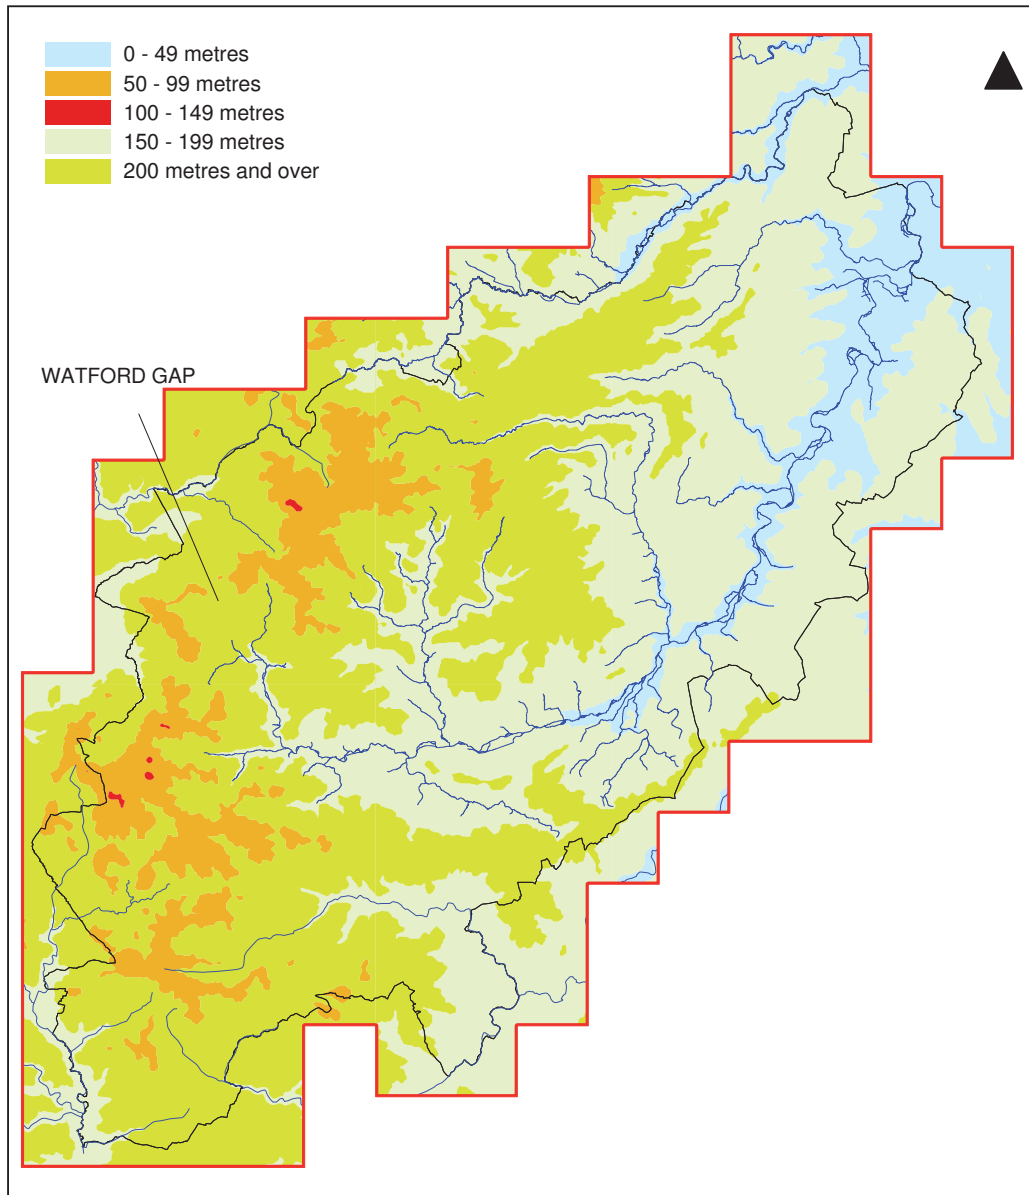 0 - 49 metres
50 - 99 metres
100 - 149 metres
150 - 199 metres
200 metres and over
WATFORD GAP